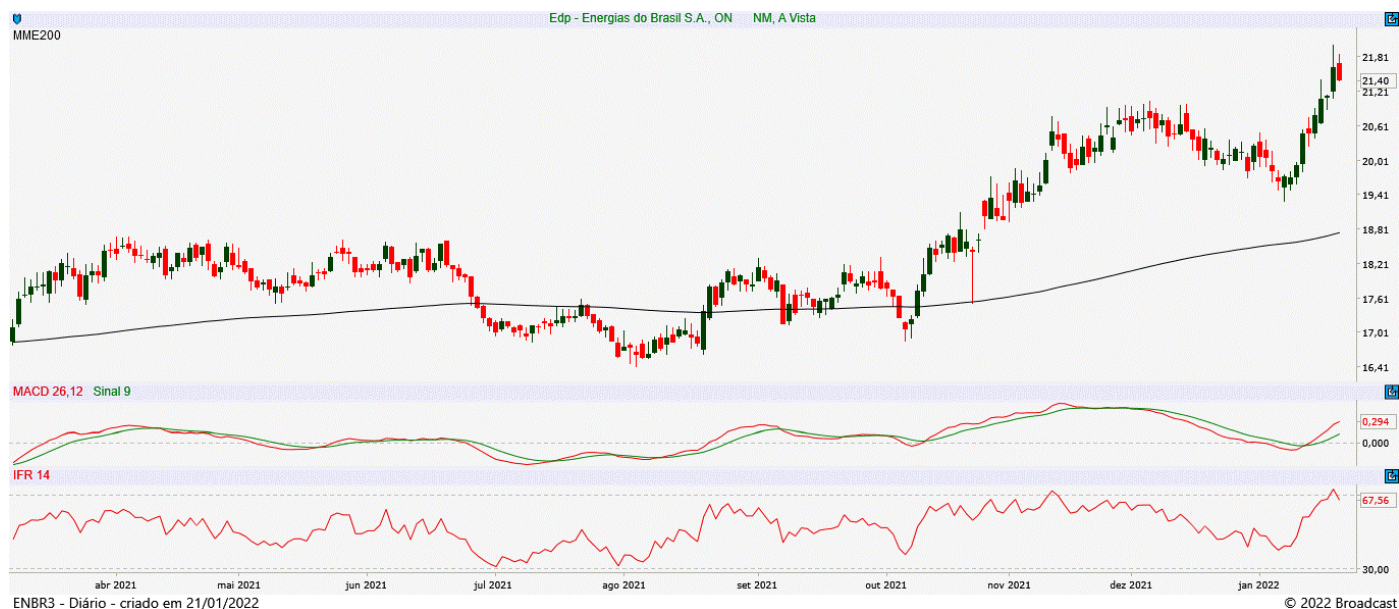 Edp - Energias do Brasil S.A., ON NM, A Vista
MME200
21,81
21,40
21,21
20,61
20,01
19,41
18,81
18,21
17,61
17,01
16,41
MACD 26,12 Sinal 9
0,294
0,000
IFR 14
67,56
30,00
abr 2021 mai 2021 jun 2021 jul 2021 ago 2021 set 2021 out 2021 nov 2021 dez 2021 jan 2022
ENBR3 - Diário - criado em 21/01/2022 © 2022 Broadcast